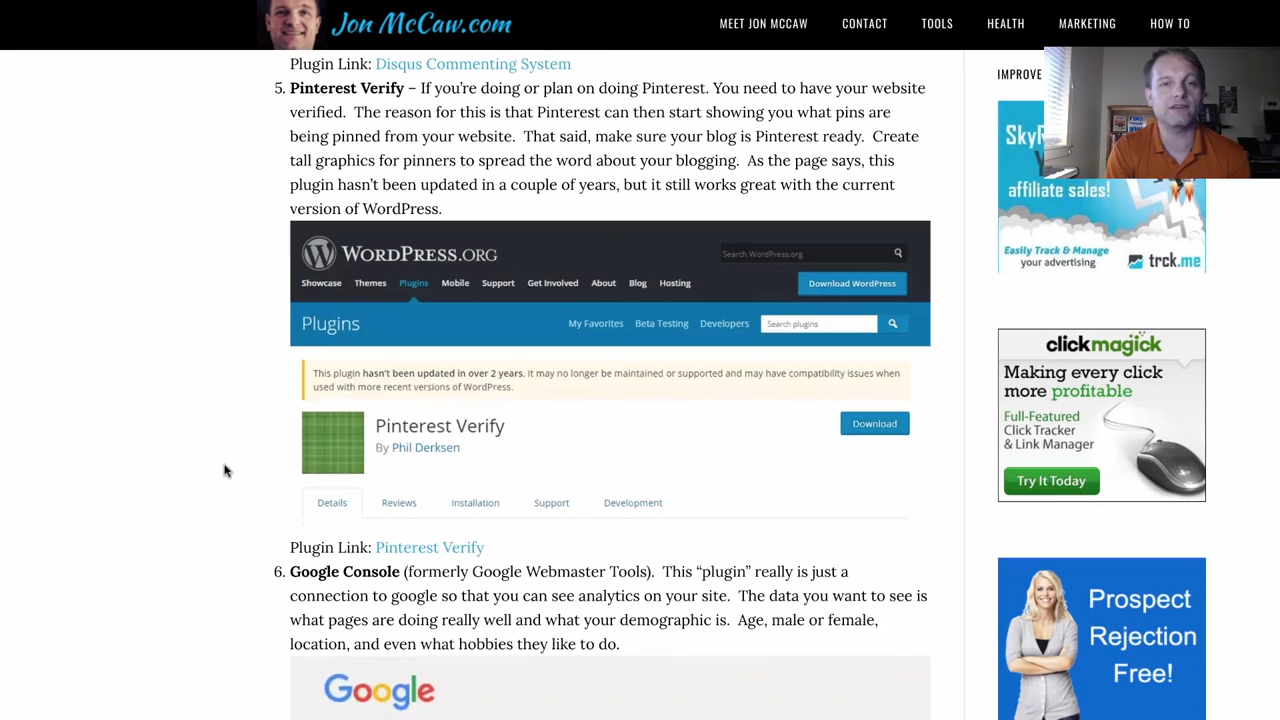 Jon McCaw.com
MEET JON MCCAW CONTACT TOOLS HEALTH MARKETING HOW TO
Plugin Link: Disqus Commenting System
5. Pinterest Verify – If you’re doing or plan on doing Pinterest. You need to have your website
verified. The reason for this is that Pinterest can then start showing you what pins are
being pinned from your website. That said, make sure your blog is Pinterest ready. Create
tall graphics for pinners to spread the word about your blogging. As the page says, this
plugin hasn’t been updated in a couple of years, but it still works great with the current
version of WordPress.
WORDPRESS.ORG
Search WordPress.org
Showcase Themes Plugins Mobile Support Get Involved About Blog Hosting
Download WordPress
Plugins
My Favorites Beta Testing Developers
Search plugins
This plugin hasn’t been updated in over 2 years. It may no longer be maintained or supported and may have compatibility issues when
used with more recent versions of WordPress.
Pinterest Verify
By Phil Derksen
Download
Details Reviews Installation Support Development
Plugin Link: Pinterest Verify
6. Google Console (formerly Google Webmaster Tools). This “plugin” really is just a
connection to google so that you can see analytics on your site. The data you want to see is
what pages are doing really well and what your demographic is. Age, male or female,
location, and even what hobbies they like to do.
Google
IMPROVE
affiliate sales!
Easily Track & Manage
your advertising
trck.me
clickmagick
Making every click
more profitable
Full-Featured
Click Tracker
& Link Manager
Try It Today
Prospect
Rejection
Free!